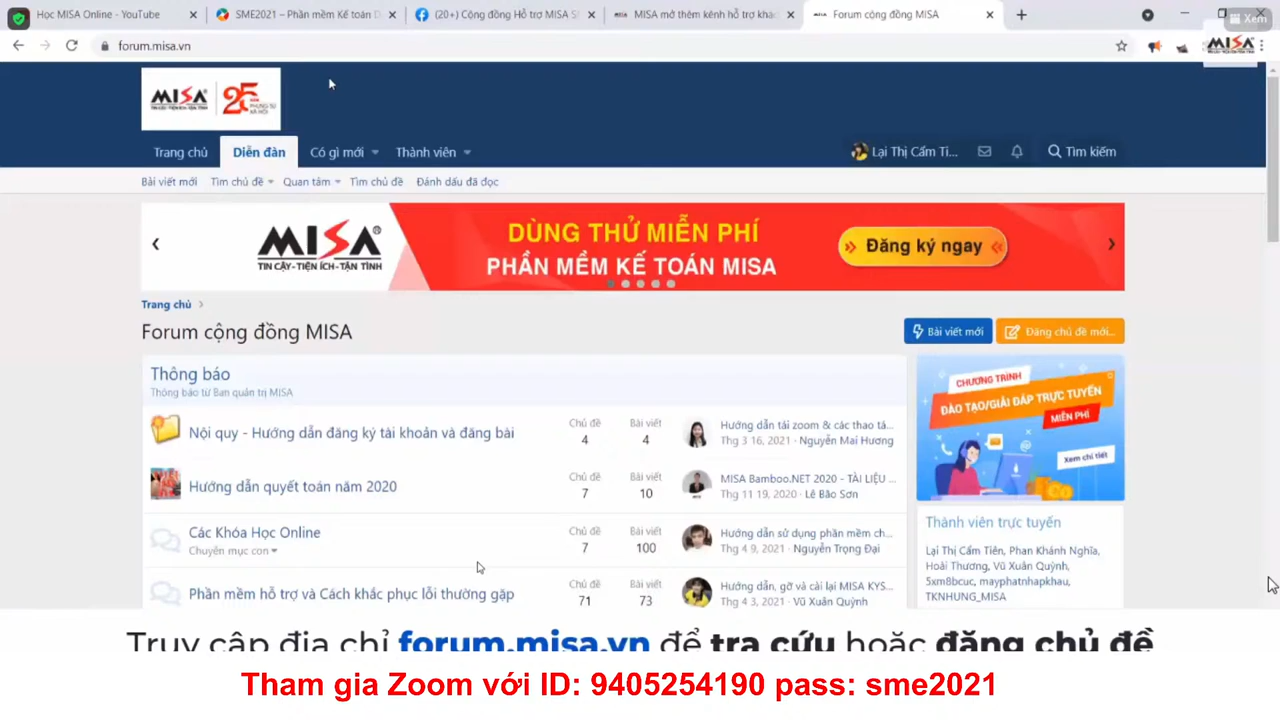 Học MISA Online - YouTube
SME2021 – Phần mềm Kế toán D
(20+) Cộng đồng Hỗ trợ MISA S
MISA mở thêm kênh hỗ trợ khác
Forum cộng đồng MISA
Xem
forum.misa.vn
MISA
MISA
TIN CẬY-TIỆN ÍCH-TẬN TÌNH
25
Trang chủ
Diễn đàn
Có gì mới
Thành viên
Lại Thị Cẩm Ti...
Tìm kiếm
Bài viết mới
Tìm chủ đề
Quan tâm
Tìm chủ đề
Đánh dấu đã đọc
MISA
TIN CẬY-TIỆN ÍCH-TẬN TÌNH
DÙNG THỬ MIỄN PHÍ
PHẦN MỀM KẾ TOÁN MISA
Đăng ký ngay
Trang chủ
Forum cộng đồng MISA
Bài viết mới
Đăng chủ đề mới...
Thông báo
Thông báo từ Ban quản trị MISA
Nội quy - Hướng dẫn đăng ký tài khoản và đăng bài
Chủ đề
4
Bài viết
4
Hướng dẫn tải zoom & các thao tá...
Thg 3 16, 2021 · Nguyễn Mai Hương
Hướng dẫn quyết toán năm 2020
Chủ đề
7
Bài viết
10
MISA Bamboo.NET 2020 - TÀI LIỆU ...
Thg 11 19, 2020 · Lê Bảo Sơn
Các Khóa Học Online
Chuyên mục con
Chủ đề
7
Bài viết
100
Hướng dẫn sử dụng phần mềm ch...
Thg 4 9, 2021 · Nguyễn Trọng Đại
Phần mềm hỗ trợ và Cách khắc phục lỗi thường gặp
Chủ đề
71
Bài viết
73
Hướng dẫn, gỡ và cài lại MISA KYS...
Thg 4 3, 2021 · Vũ Xuân Quỳnh
CHƯƠNG TRÌNH
ĐÀO TẠO/GIẢI ĐÁP TRỰC TUYẾN
MIỄN PHÍ
Xem chi tiết
Thành viên trực tuyến
Lại Thị Cẩm Tiên, Phan Khánh Nghĩa,
Hoài Thương, Vũ Xuân Quỳnh,
5xm8bcuc, mayphatnhapkhau,
TKNHUNG_MISA
Truy cập địa chỉ forum.misa.vn để tra cứu hoặc đăng chủ đề
Tham gia Zoom với ID: 9405254190 pass: sme2021